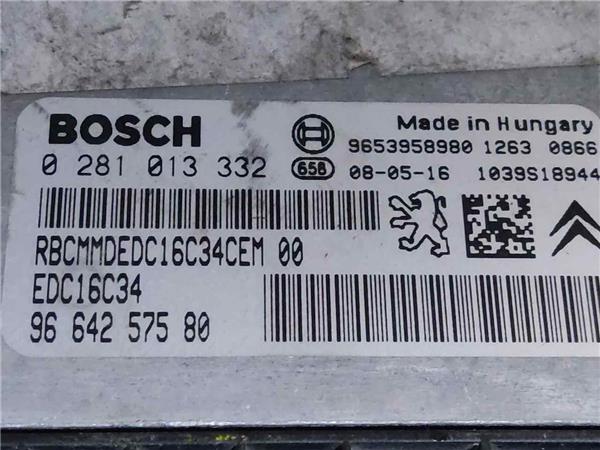 BOSCH
Made in Hungary
9653958980 1263 0866
0 281 013 332
658
08-05-16 1039S18944
RBCMMDEDC16C34CEM 00
EDC16C34
96 642 575 80